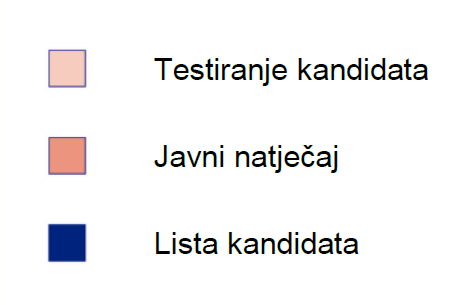 Testiranje kandidata
Javni natječaj
Lista kandidata